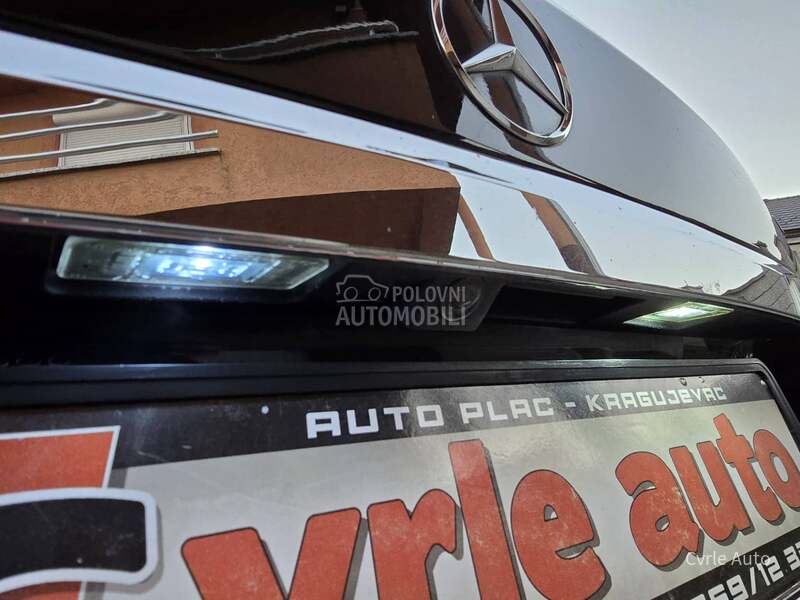 POLOVNI
AUTOMOBILI
AUTO PLAC - KRAGUJEVAC
Cvrle auto
Cvrle Auto